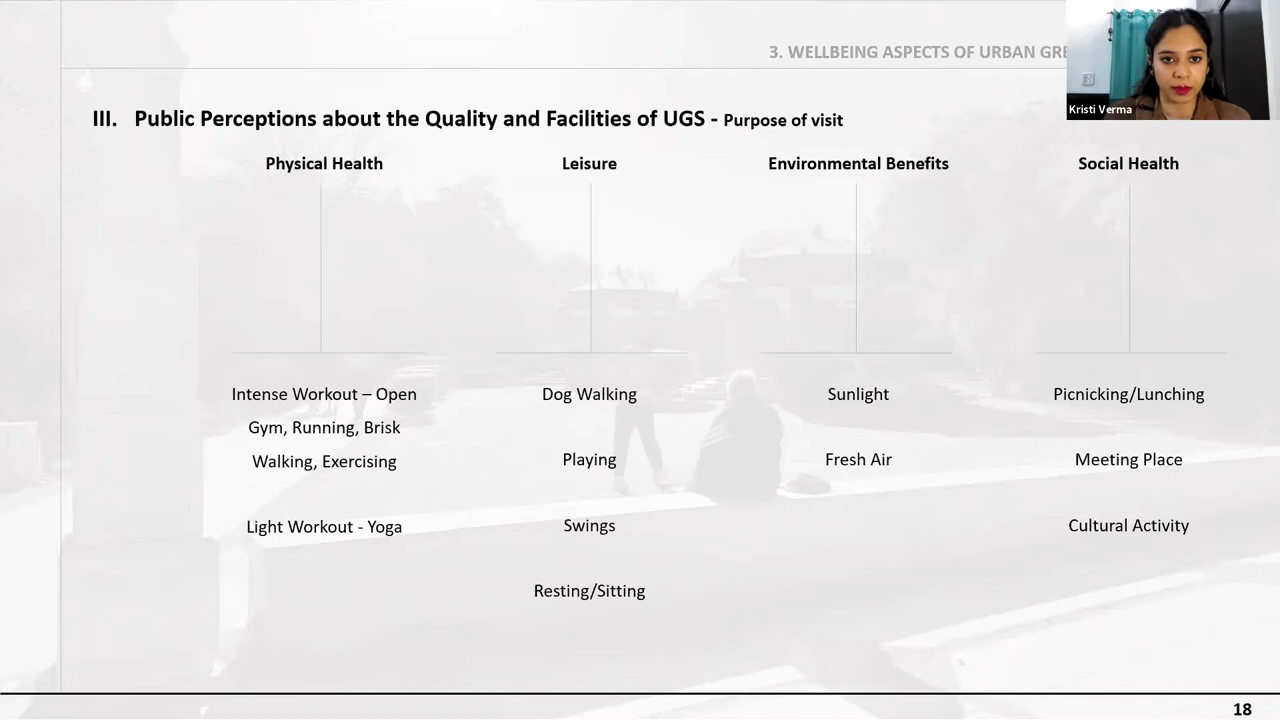 3. WELLBEING ASPECTS OF URBAN
Kristi Verma
III. Public Perceptions about the Quality and Facilities of UGS - Purpose of visit
Physical Health
Intense Workout – Open
Gym, Running, Brisk
Walking, Exercising
Light Workout - Yoga
Leisure
Dog Walking
Playing
Swings
Resting/Sitting
Environmental Benefits
Sunlight
Fresh Air
Social Health
Picnicking/Lunching
Meeting Place
Cultural Activity
18